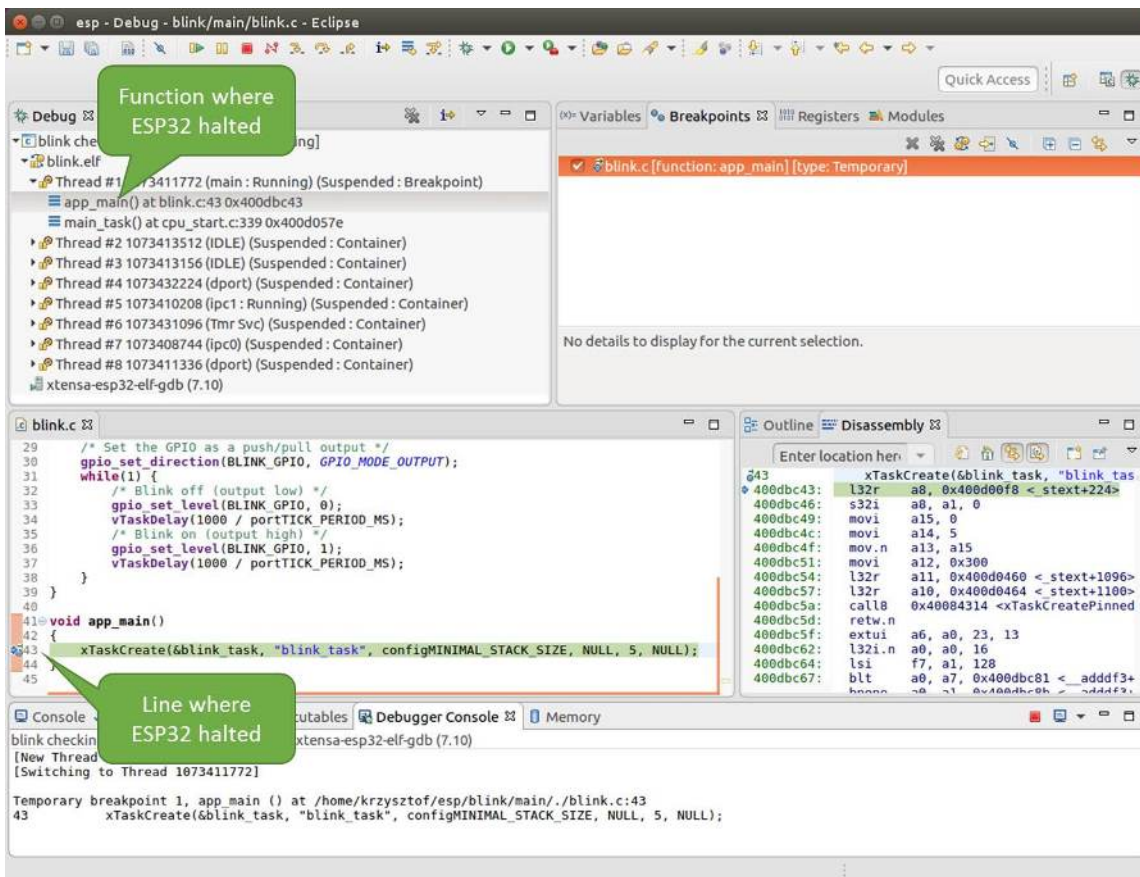 esp - Debug - blink/main/blink.c - Eclipse
Quick Access
Function where
ESP32 halted
Debug
blink che
ing]
blink.elf
Thread #1 1073411772 (main : Running) (Suspended : Breakpoint)
app_main() at blink.c:43 0x400dbc43
main_task() at cpu_start.c:339 0x400d057e
Thread #2 1073413512 (IDLE) (Suspended : Container)
Thread #3 1073413156 (IDLE) (Suspended : Container)
Thread #4 1073432224 (dport) (Suspended : Container)
Thread #5 1073410208 (ipc1 : Running) (Suspended : Container)
Thread #6 1073431096 (Tmr Svc) (Suspended : Container)
Thread #7 1073408744 (ipc0) (Suspended : Container)
Thread #8 1073411336 (dport) (Suspended : Container)
xtensa-esp32-elf-gdb (7.10)
(x)= Variables Breakpoints Registers Modules
blink.c [function: app_main] [type: Temporary]
No details to display for the current selection.
blink.c
29 /* Set the GPIO as a push/pull output */
30 gpio_set_direction(BLINK_GPIO, GPIO_MODE_OUTPUT);
31 while(1) {
32 /* Blink off (output low) */
33 gpio_set_level(BLINK_GPIO, 0);
34 vTaskDelay(1000 / portTICK_PERIOD_MS);
35 /* Blink on (output high) */
36 gpio_set_level(BLINK_GPIO, 1);
37 vTaskDelay(1000 / portTICK_PERIOD_MS);
38 }
39 }
40
41 void app_main()
42 {
43 xTaskCreate(&blink_task, "blink_task", configMINIMAL_STACK_SIZE, NULL, 5, NULL);
44 }
45
Line where
ESP32 halted
Outline Disassembly
Enter location her
43 xTaskCreate(&blink_task, "blink_tas
400dbc43: l32r a8, 0x400d00f8 <_stext+224>
400dbc46: s32i a8, a1, 0
400dbc49: movi a15, 0
400dbc4c: movi a14, 5
400dbc4f: mov.n a13, a15
400dbc51: movi a12, 0x300
400dbc54: l32r a11, 0x400d0460 <_stext+1096>
400dbc57: l32r a10, 0x400d0464 <_stext+1100>
400dbc5a: call8 0x40084314 <xTaskCreatePinned
400dbc5d: retw.n
400dbc5f: extui a6, a0, 23, 13
400dbc62: l32i.n a0, a0, 16
400dbc64: lsi f7, a1, 128
400dbc67: blt a0, a7, 0x400dbc81 <__adddf3+
Console
cutables Debugger Console Memory
blink checkin
xtensa-esp32-elf-gdb (7.10)
[New Thread
[Switching to Thread 1073411772]
Temporary breakpoint 1, app_main () at /home/krzysztof/esp/blink/main/./blink.c:43
43 xTaskCreate(&blink_task, "blink_task", configMINIMAL_STACK_SIZE, NULL, 5, NULL);